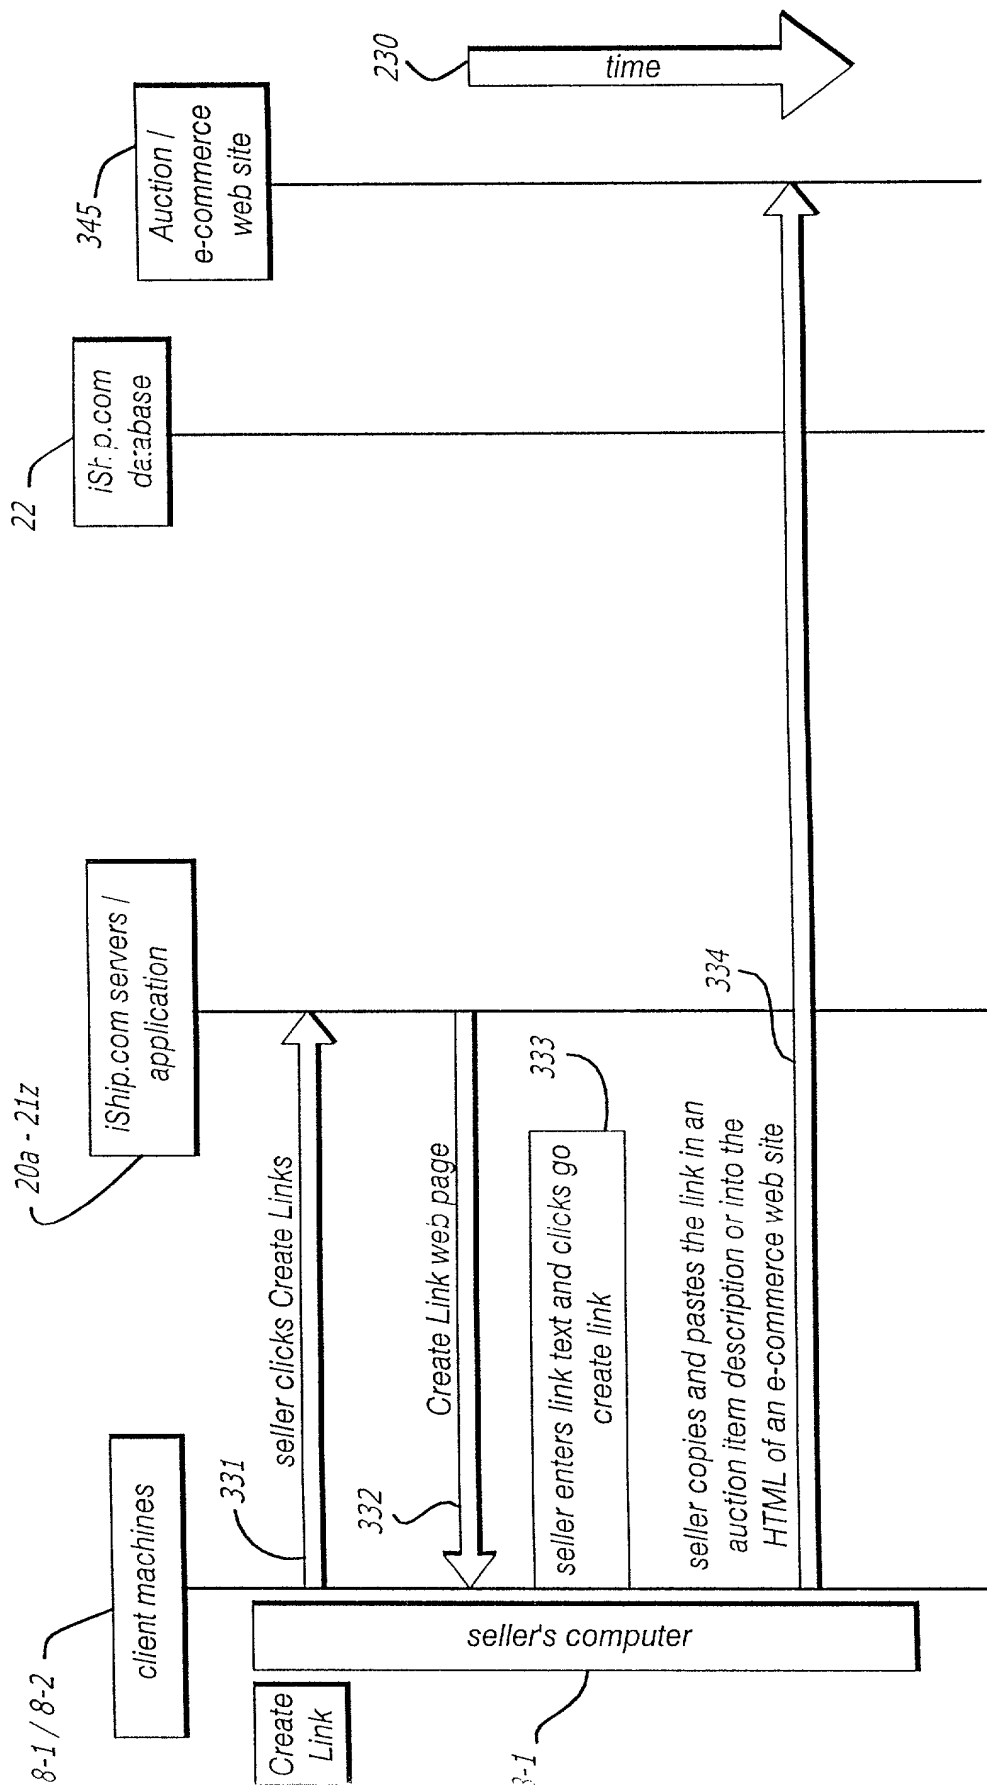 8-1 / 8-2
client machines
20a - 21z
iShip.com servers /
application
22
database
345
Auction /
e-commerce
web site
230
time
Create
Link
seller's computer
331
seller clicks Create Links
332
Create Link web page
333
seller enters link text and clicks go
create link
334
seller copies and pastes the link in an
auction item description or into the
HTML of an e-commerce web site